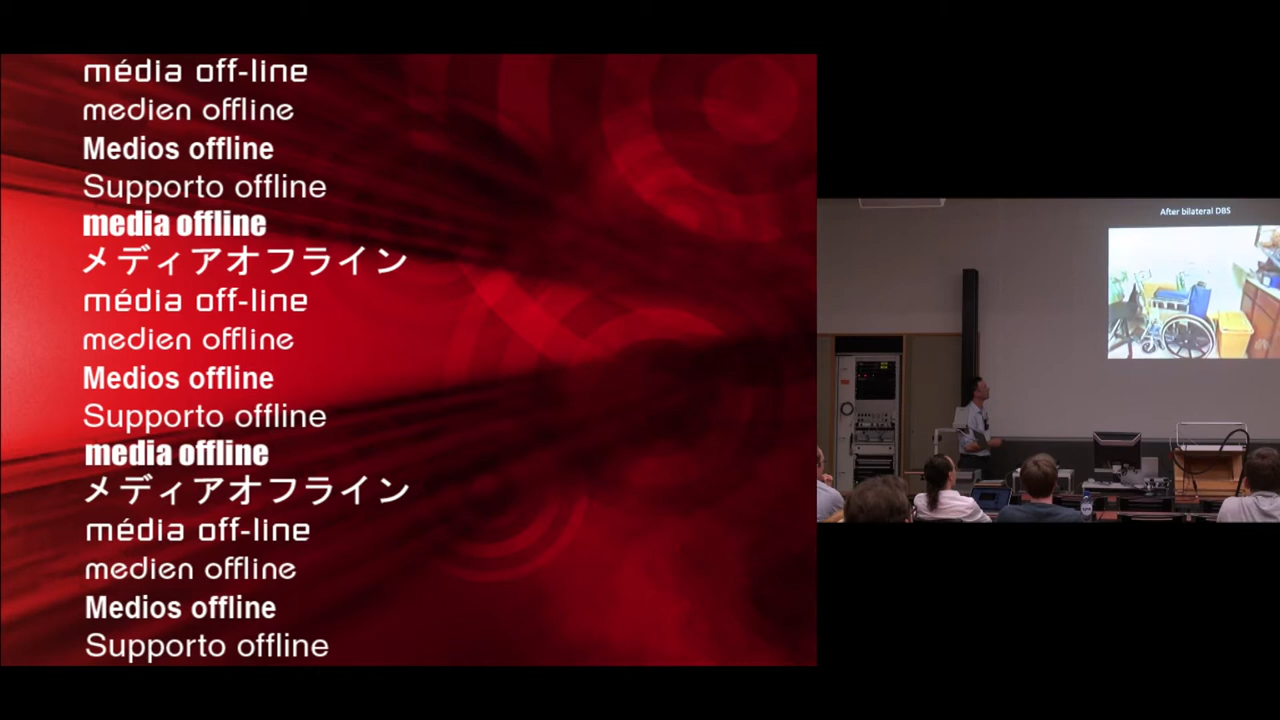 média off-line
medien offline
Medios offline
Supporto offline
media offline
メディアオフライン
média off-line
medien offline
Medios offline
Supporto offline
media offline
メディアオフライン
média off-line
medien offline
Medios offline
Supporto offline
After bilateral DBS